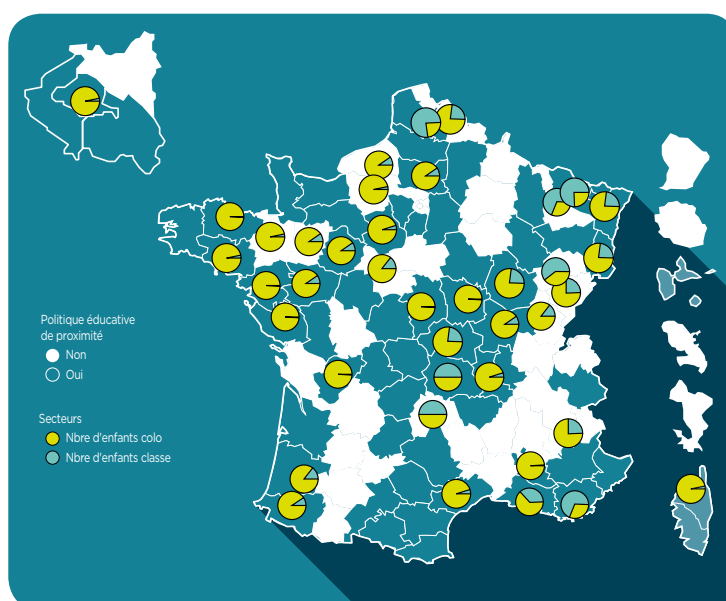 Politique éducative
de proximité
Non
Oui
Secteurs
Nbre d'enfants colo
Nbre d'enfants classe